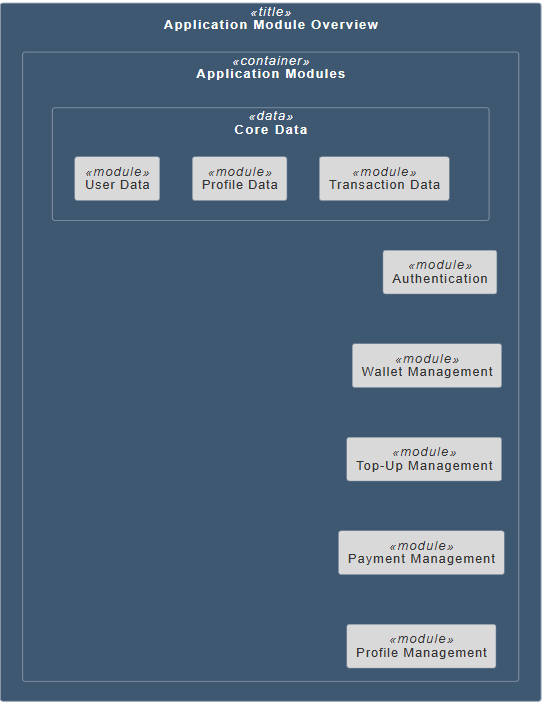 «title»
Application Module Overview
«container»
Application Modules
«data»
Core Data
«module»
User Data
«module»
Profile Data
«module»
Transaction Data
«module»
Authentication
«module»
Wallet Management
«module»
Top-Up Management
«module»
Payment Management
«module»
Profile Management